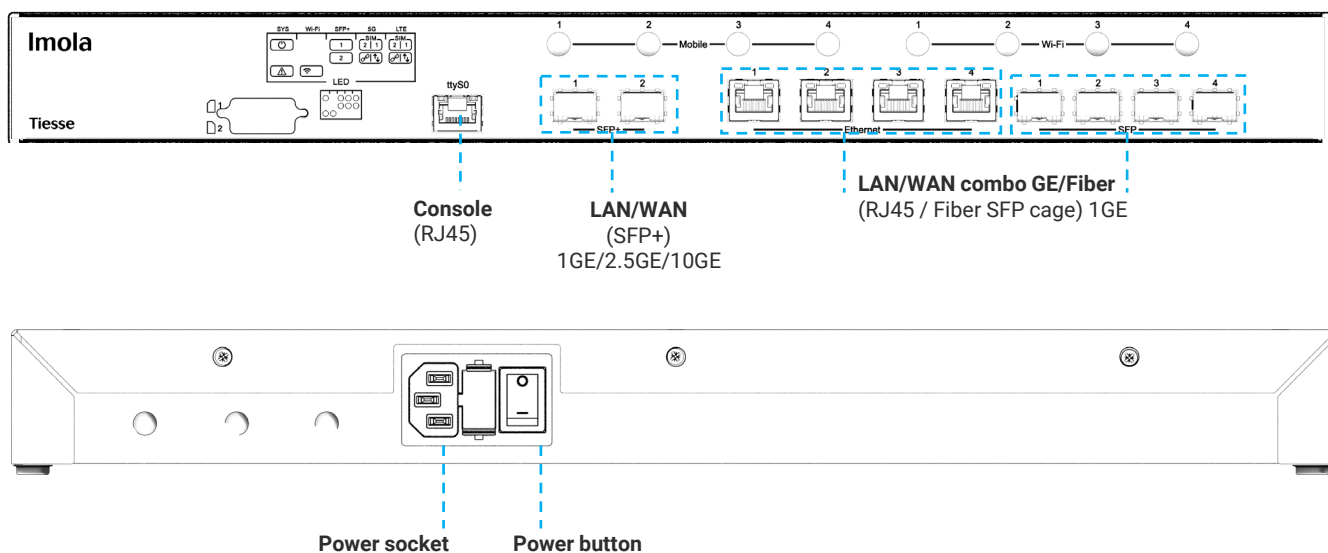 Imola
SYS Wi-Fi SFP+ 5G LTE
SIM SIM
1 2 1 2 1
2
LED
1
2
Tiesse
ttyS0
1 2 3 4
Mobile
1 2 3 4
Wi-Fi
1 2
SFP+
1 2 3 4
Ethernet
1 2 3 4
SFP
Console
(RJ45)
LAN/WAN
(SFP+)
1GE/2.5GE/10GE
LAN/WAN combo GE/Fiber
(RJ45 / Fiber SFP cage) 1GE
Power socket
Power button